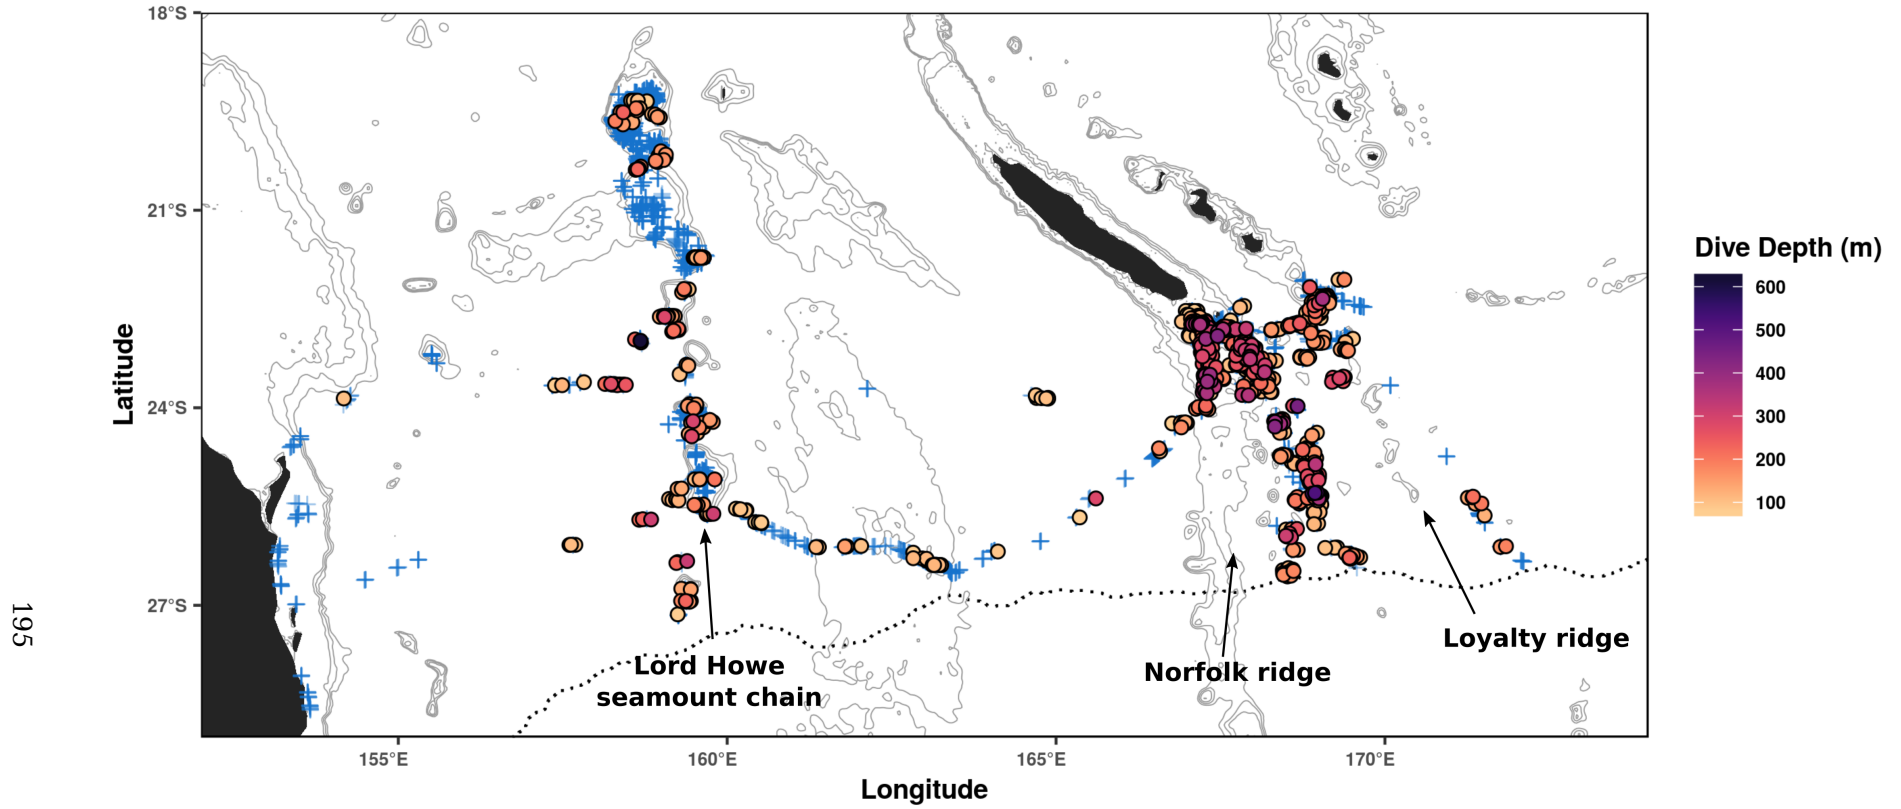 18°S
21°S
24°S
27°S
Latitude
155°E
160°E
165°E
170°E
Longitude
Lord Howe
seamount chain
Norfolk ridge
Loyalty ridge
Dive Depth (m)
600
500
400
300
200
100
195